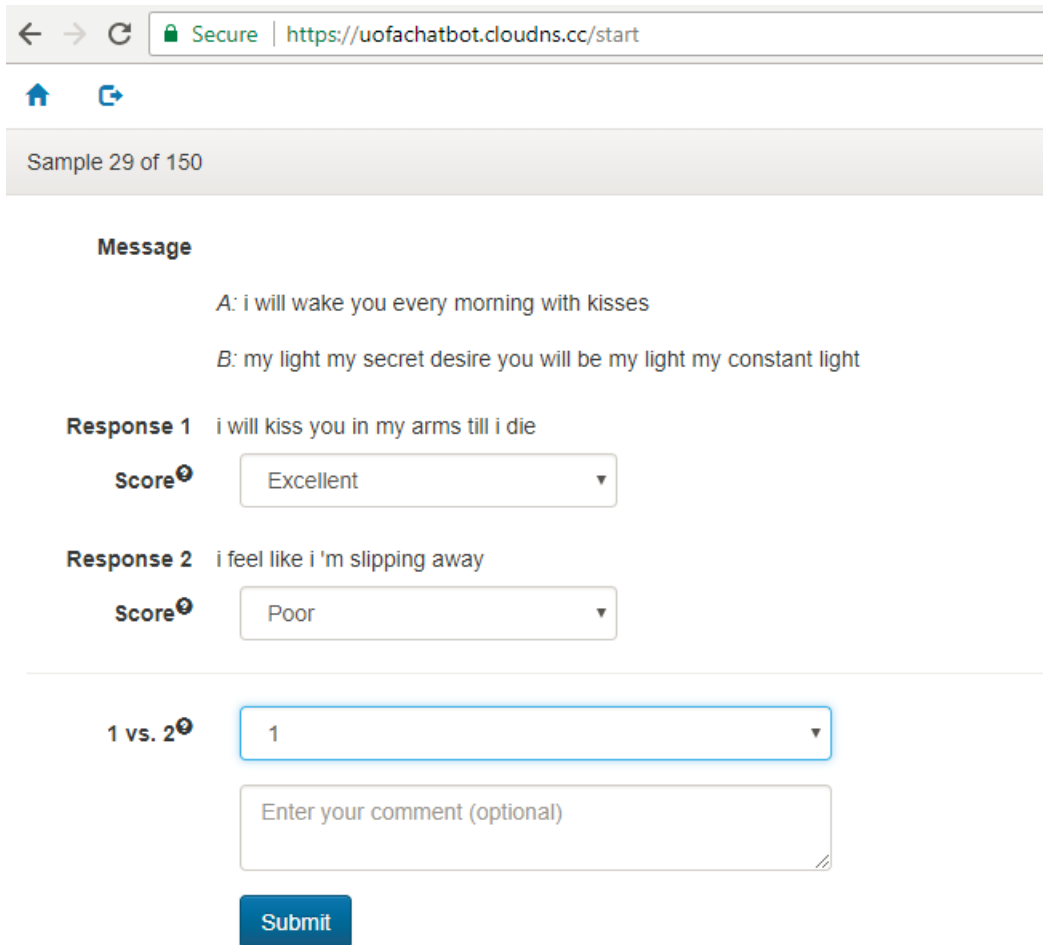 Secure | https://uofachatbot.cloudns.cc/start
Sample 29 of 150
Message
A: i will wake you every morning with kisses
B: my light my secret desire you will be my light my constant light
Response 1 i will kiss you in my arms till i die
Score? Excellent
Response 2 i feel like i 'm slipping away
Score? Poor
1 vs. 2? 1
Enter your comment (optional)
Submit